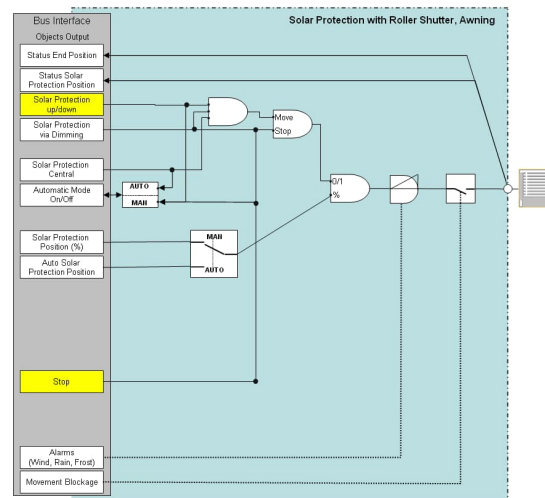 Bus Interface
Solar Protection with Roller Shutter, Awning
Objects Output
Status End Position
Status Solar
Protection Position
Solar Protection
up/down
Move
Solar Protection
via Dimming
Stop
Solar Protection
Central
AUTO
MAN
Automatic Mode
On/Off
0/1
%
Solar Protection
Position (%)
MAN
AUTO
Auto Solar
Protection Position
Stop
Alarms
(Wind, Rain, Frost)
Movement Blockage